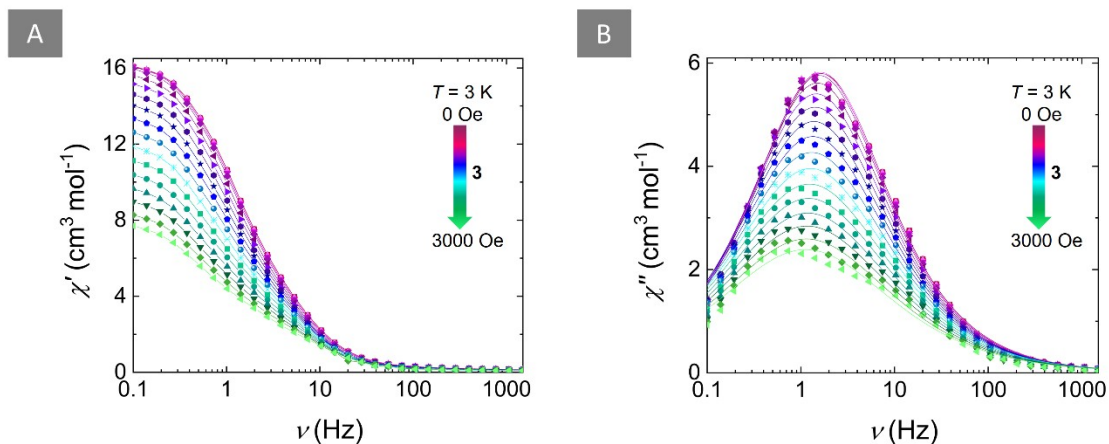 A
B
16
12
8
4
0
χ′ (cm³ mol⁻¹)
T = 3 K
0 Oe
3
3000 Oe
0.1 1 10 100 1000
ν (Hz)
6
4
2
0
χ″ (cm³ mol⁻¹)
T = 3 K
0 Oe
3
3000 Oe
0.1 1 10 100 1000
ν (Hz)